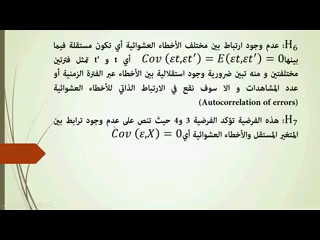 H6: عدم وجود ارتباط بين مختلف الأخطاء العشوائية أي تكون مستقلة فيما
بينها Cov (εt,εt′) = E(εt,εt′) = 0 أي t و t′ تمثل فترتين
مختلفتين و منه تبين ضرورية وجود استقلالية بين الأخطاء عبر الفترة الزمنية أو
عدد المشاهدات و الا سوف نقع في الارتباط الذاتي للأخطاء العشوائية
(Autocorrelation of errors)
H7: هذه الفرضية تؤكد الفرضية 3 و4 حيث تنص على عدم وجود ترابط بين
المتغير المستقل والأخطاء العشوائية أي Cov (ε,X) = 0